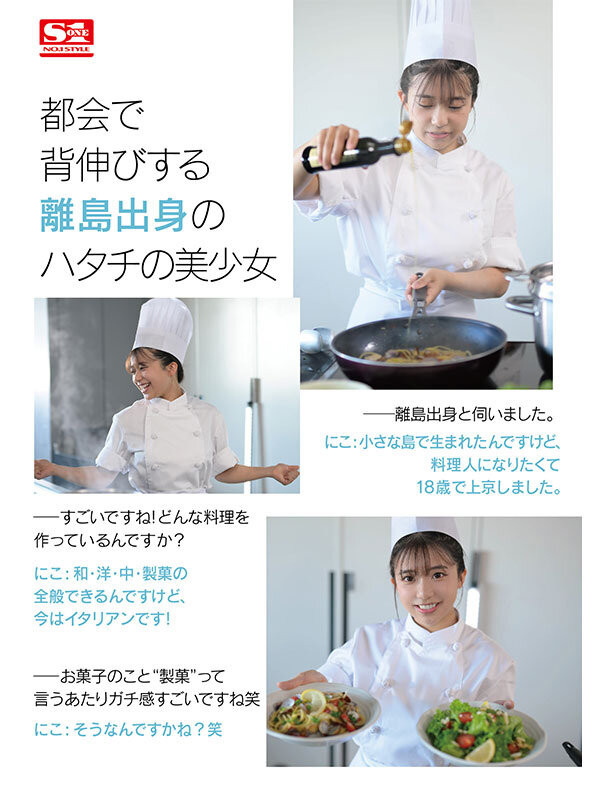 S1
ONE
NO.1 STYLE
都会で
背伸びする
離島出身の
ハタチの美少女
──離島出身と伺いました。
にこ：小さな島で生まれたんですけど、
料理人になりたくて
18歳で上京しました。
──すごいですね！どんな料理を
作っているんですか？
にこ：和・洋・中・製菓の
全般できるんですけど、
今はイタリアンです！
──お菓子のこと“製菓”って
言うあたりガチ感すごいですね笑
にこ：そうなんですかね？笑